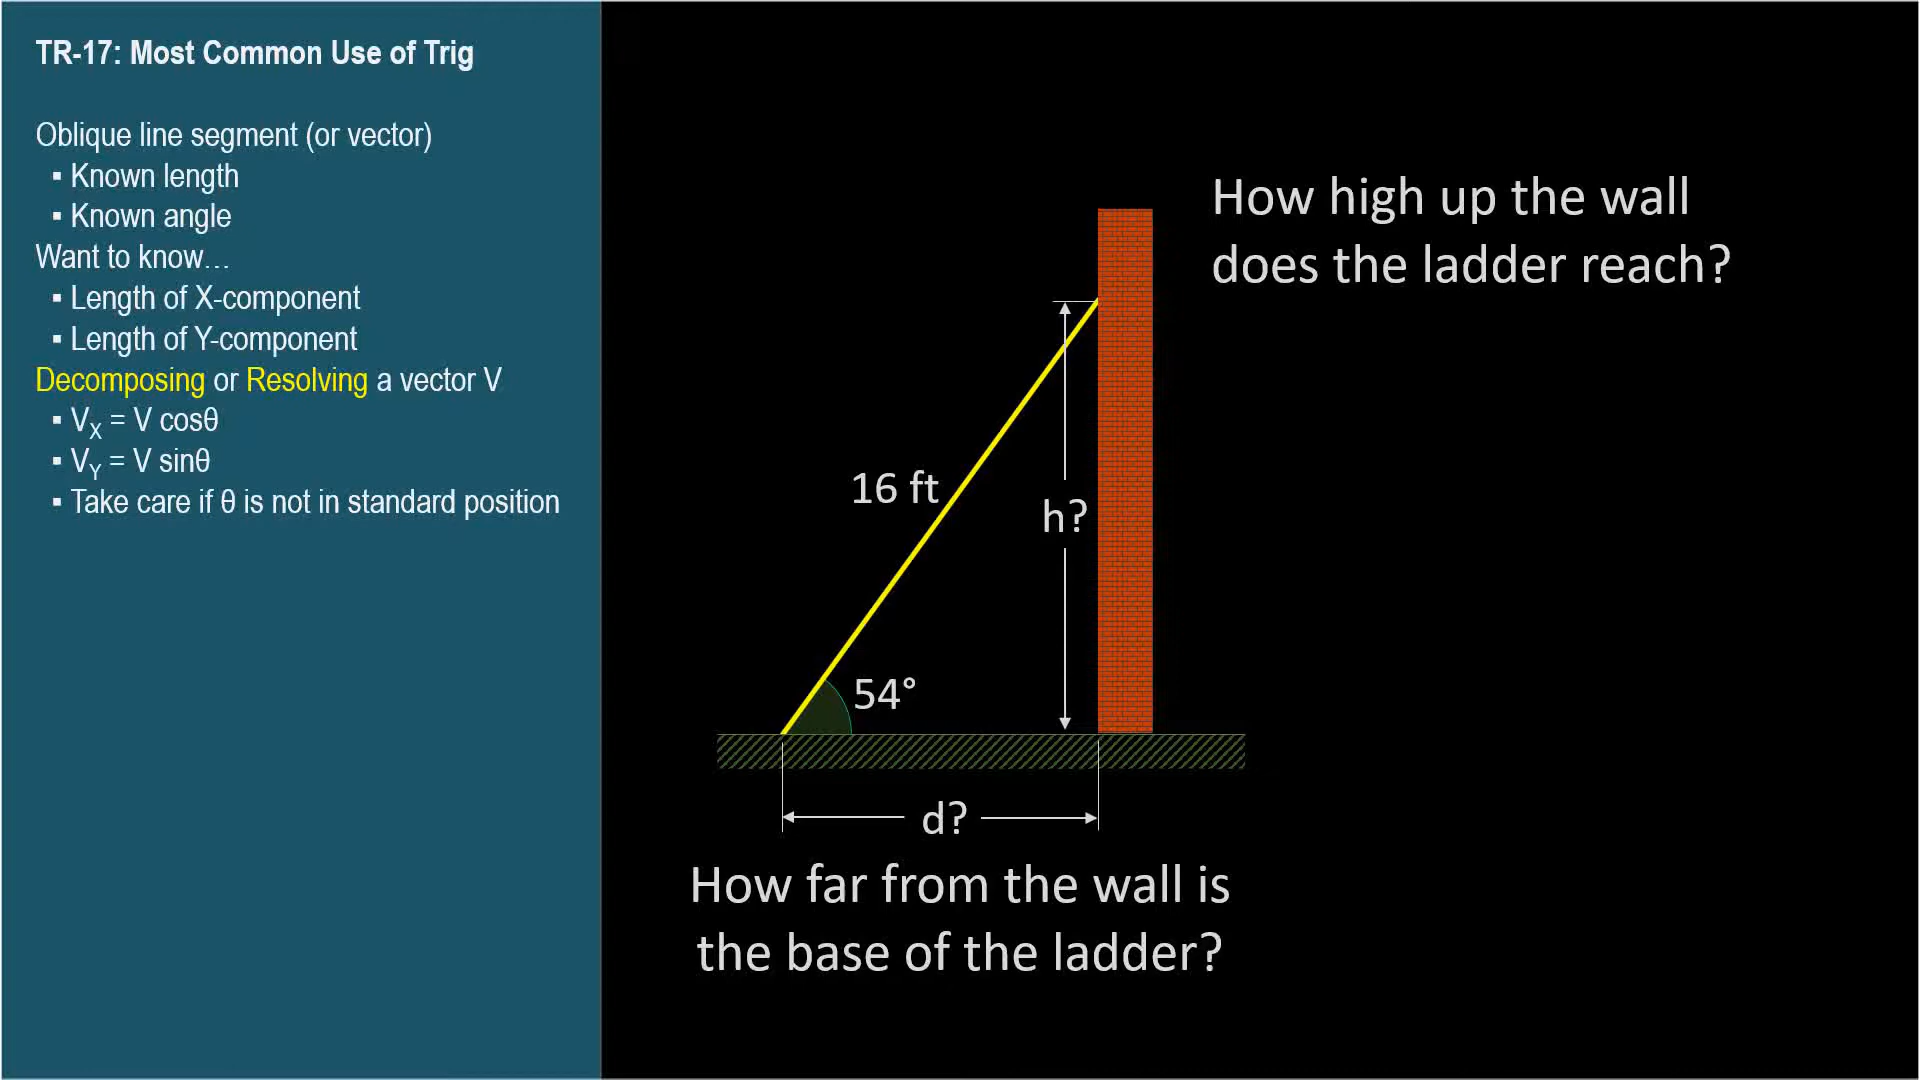 TR-17: Most Common Use of Trig
Oblique line segment (or vector)
▪ Known length
▪ Known angle
Want to know…
▪ Length of X-component
▪ Length of Y-component
Decomposing or Resolving a vector V
▪ V_X = V cosθ
▪ V_Y = V sinθ
▪ Take care if θ is not in standard position
How high up the wall
does the ladder reach?
16 ft
h?
54°
d?
How far from the wall is
the base of the ladder?